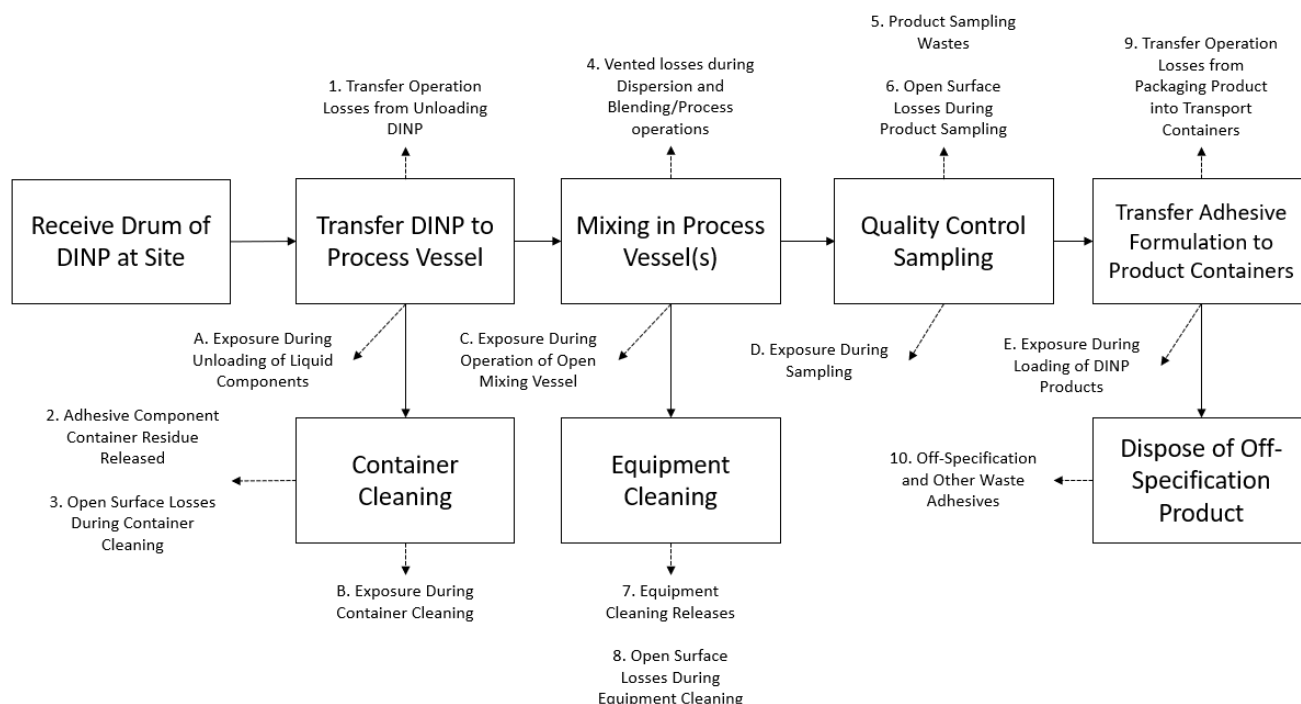 5. Product Sampling
Wastes
6. Open Surface
Losses During
Product Sampling
9. Transfer Operation
Losses from
Packaging Product
into Transport
Containers
4. Vented losses during
Dispersion and
Blending/Process
operations
1. Transfer Operation
Losses from Unloading
DINP
Receive Drum of
DINP at Site
Transfer DINP to
Process Vessel
Mixing in Process
Vessel(s)
Quality Control
Sampling
Transfer Adhesive
Formulation to
Product Containers
A. Exposure During
Unloading of Liquid
Components
C. Exposure During
Operation of Open
Mixing Vessel
D. Exposure During
Sampling
E. Exposure During
Loading of DINP
Products
2. Adhesive Component
Container Residue
Released
3. Open Surface Losses
During Container
Cleaning
Container
Cleaning
Equipment
Cleaning
10. Off-Specification
and Other Waste
Adhesives
Dispose of Off-
Specification
Product
B. Exposure During
Container Cleaning
7. Equipment
Cleaning Releases
8. Open Surface
Losses During
Equipment Cleaning